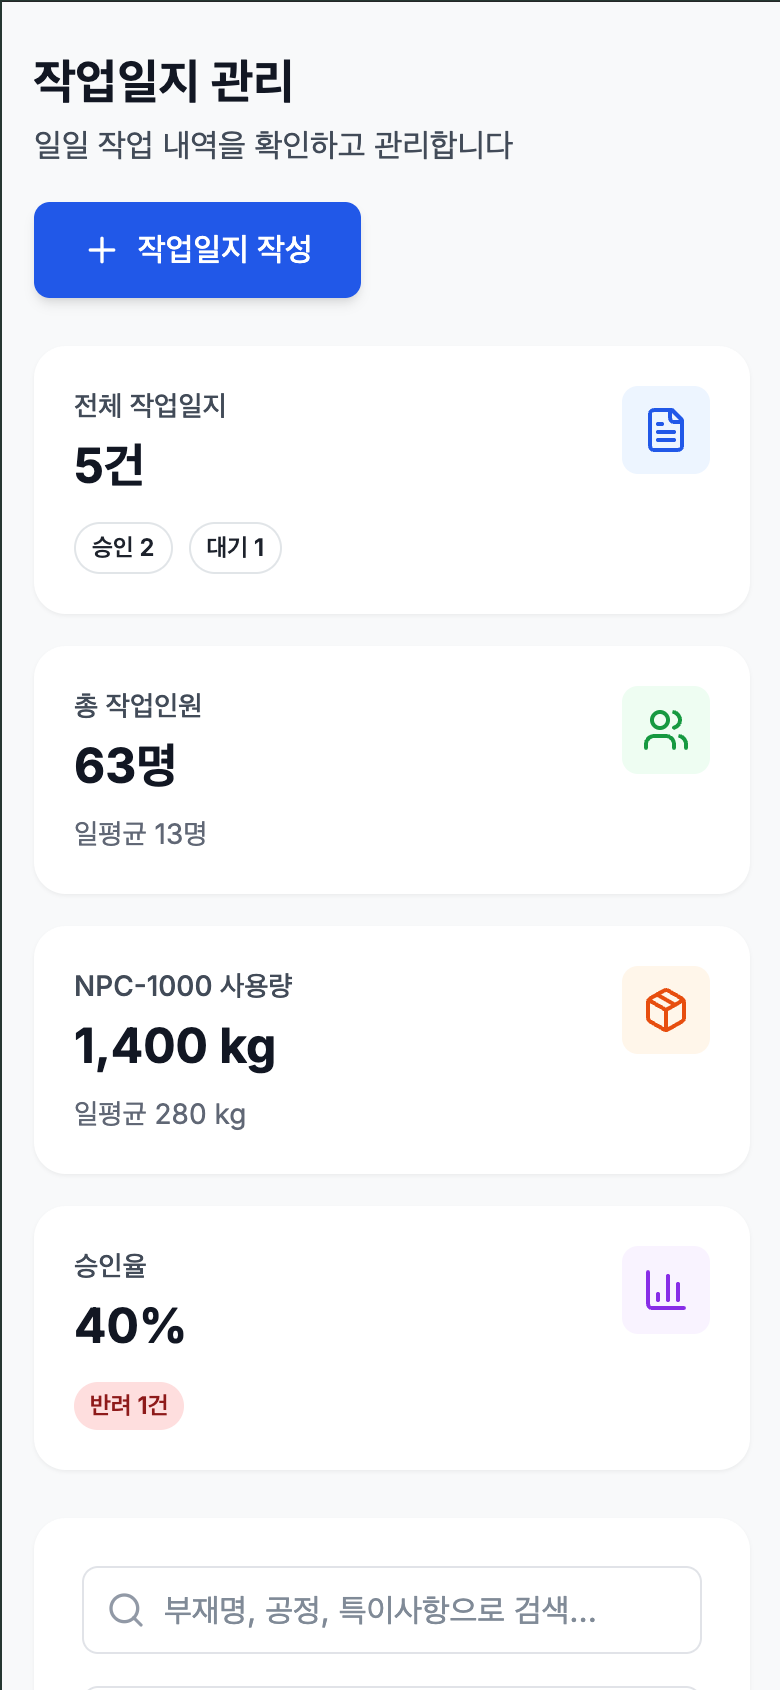 작업일지 관리
일일 작업 내역을 확인하고 관리합니다
작업일지 작성
전체 작업일지
5건
승인 2 대기 1
총 작업인원
63명
일평균 13명
NPC-1000 사용량
1,400 kg
일평균 280 kg
승인율
40%
반려 1건
부재명, 공정, 특이사항으로 검색...